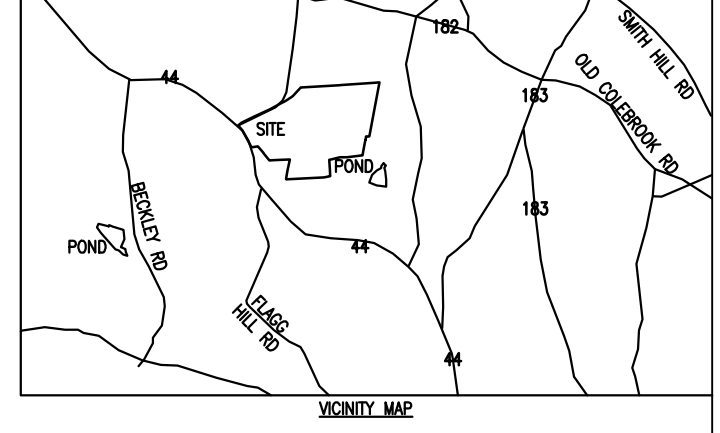 SMITH HILL RD
182
OLD COLEBROOK RD
44
183
SITE
POND
BECKLEY RD
183
POND
44
FLAGG
HILL RD
44
VICINITY MAP